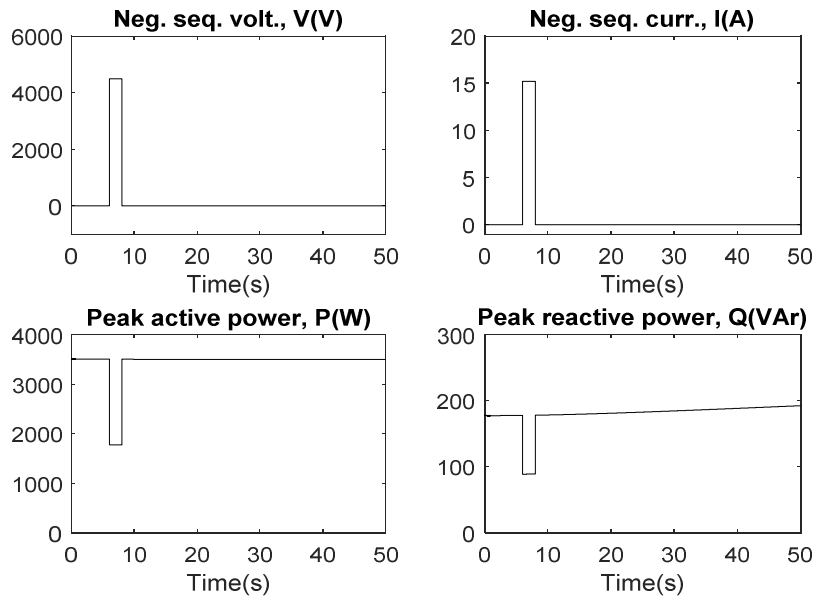 Neg. seq. volt., V(V)
6000
4000
2000
0
0 10 20 30 40 50
Time(s)
Neg. seq. curr., I(A)
20
15
10
5
0
0 10 20 30 40 50
Time(s)
Peak active power, P(W)
4000
3000
2000
1000
0
0 10 20 30 40 50
Time(s)
Peak reactive power, Q(VAr)
300
200
100
0
0 10 20 30 40 50
Time(s)